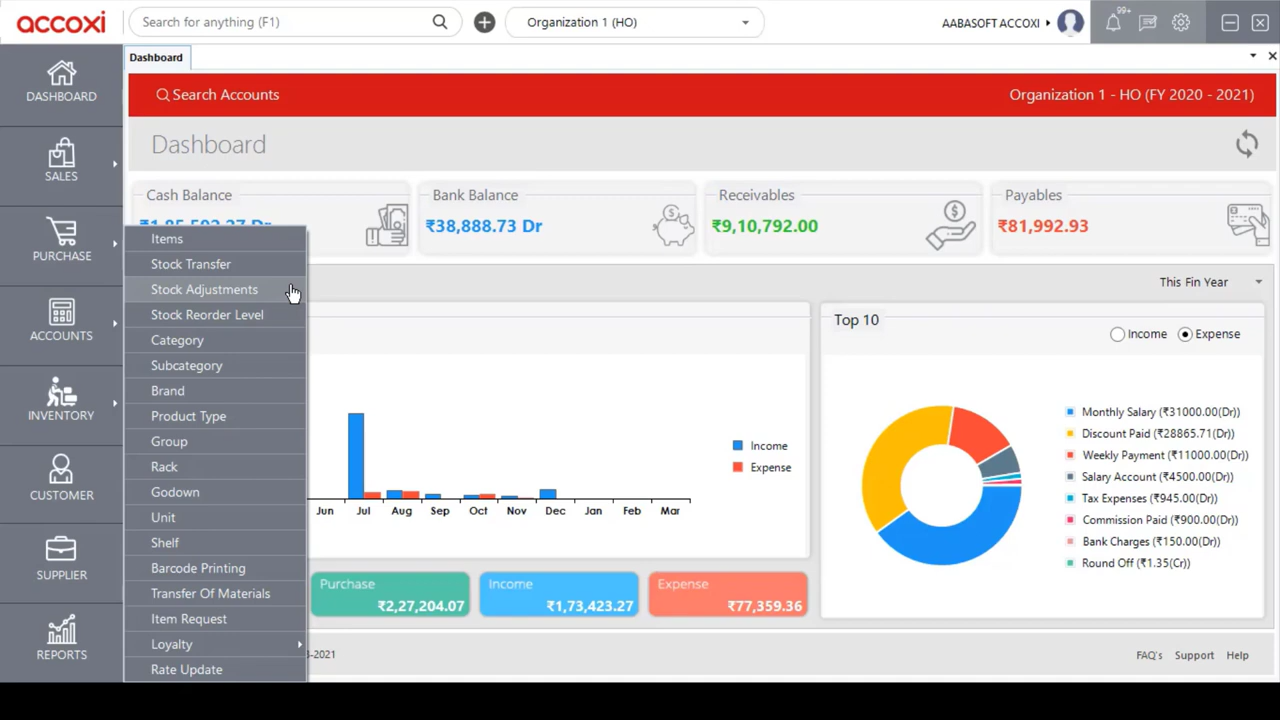 accoxi
Search for anything (F1)
Organization 1 (HO)
AABASOFT ACCOXI
99+
Dashboard
Search Accounts
Organization 1 - HO (FY 2020 - 2021)
Dashboard
DASHBOARD
SALES
PURCHASE
ACCOUNTS
INVENTORY
CUSTOMER
SUPPLIER
REPORTS
Cash Balance
Bank Balance
₹38,888.73 Dr
Receivables
₹9,10,792.00
Payables
₹81,992.93
Items
Stock Transfer
Stock Adjustments
Stock Reorder Level
Category
Subcategory
Brand
Product Type
Group
Rack
Godown
Unit
Shelf
Barcode Printing
Transfer Of Materials
Item Request
Loyalty
Rate Update
This Fin Year
Income
Expense
Jun Jul Aug Sep Oct Nov Dec Jan Feb Mar
Top 10
Income Expense
Monthly Salary (₹31000.00(Dr))
Discount Paid (₹28865.71(Dr))
Weekly Payment (₹11000.00(Dr))
Salary Account (₹4500.00(Dr))
Tax Expenses (₹945.00(Dr))
Commission Paid (₹900.00(Dr))
Bank Charges (₹150.00(Dr))
Round Off (₹1.35(Cr))
Purchase
₹2,27,204.07
Income
₹1,73,423.27
Expense
₹77,359.36
-2021
FAQ's Support Help